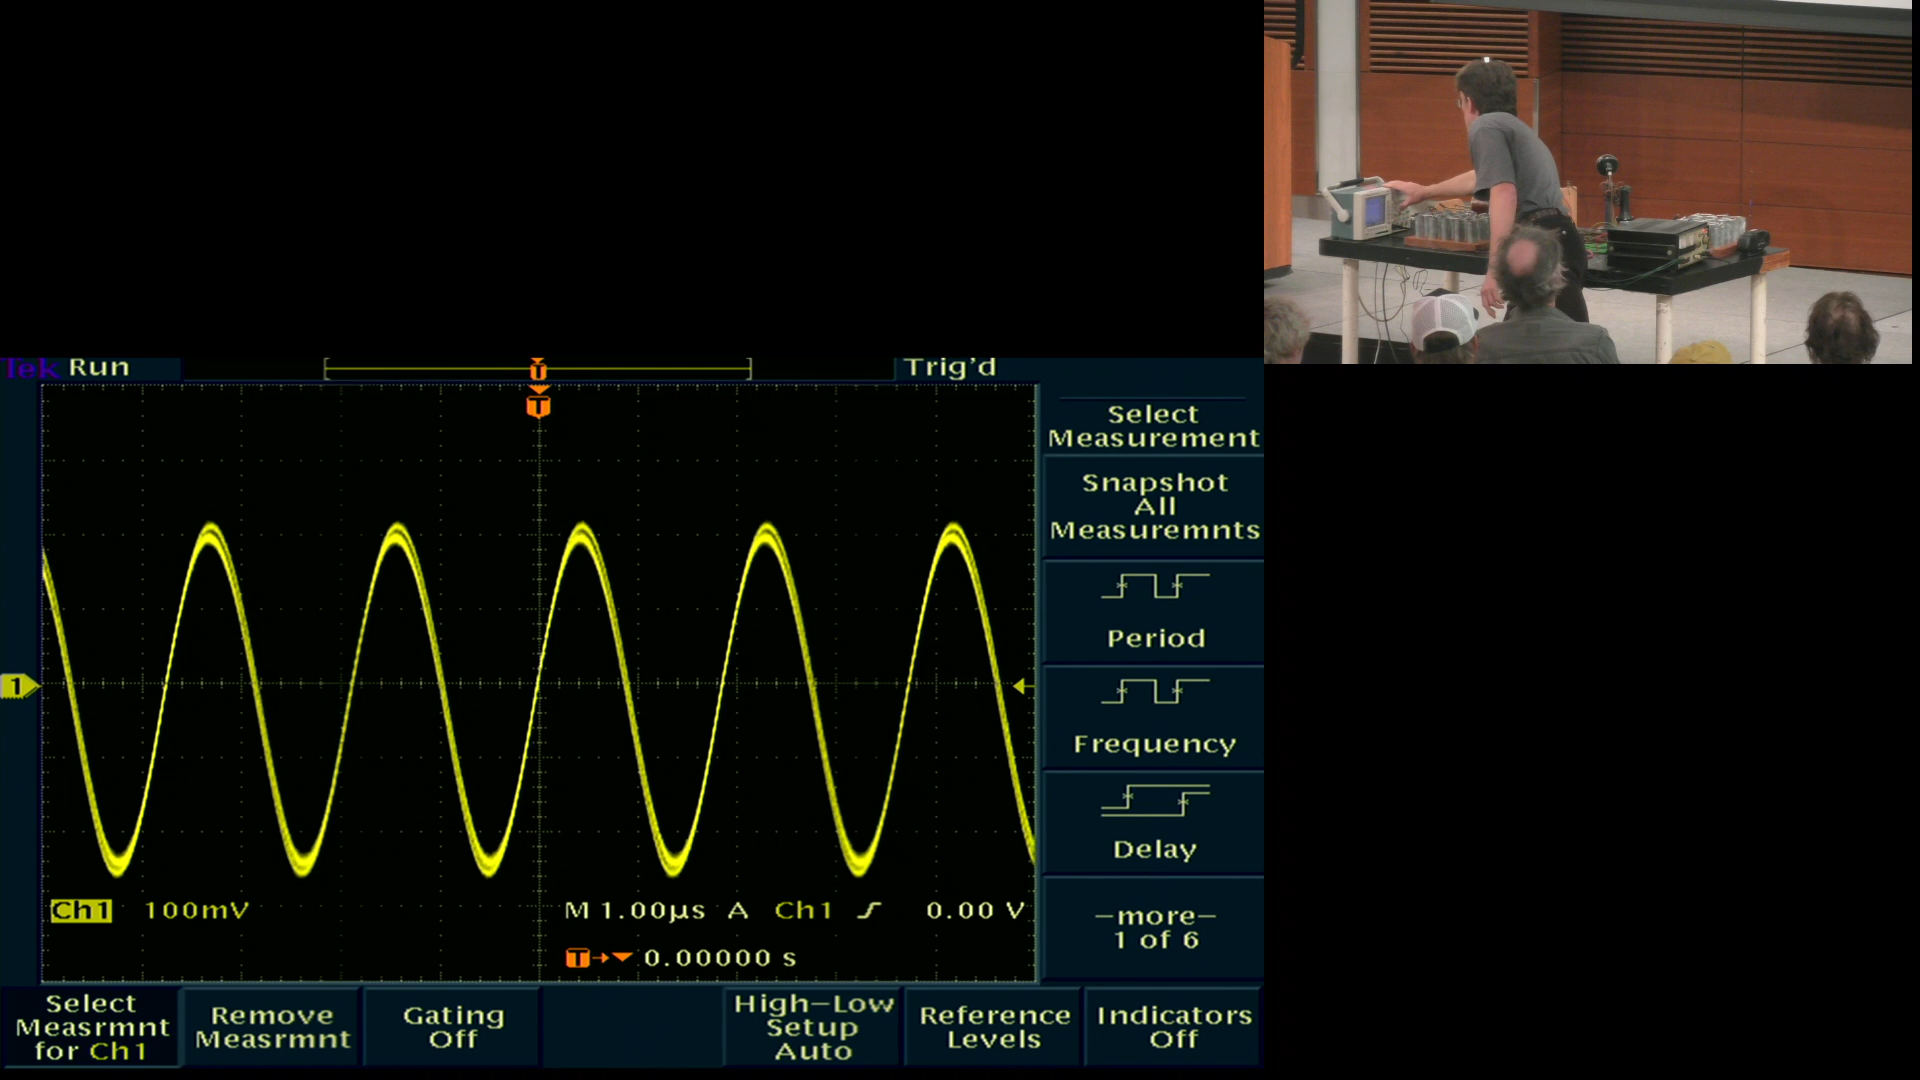 Tek Run
T
Trig'd
T
Select
Measurement
Snapshot
All
Measuremnts
Period
1
Frequency
Delay
Ch1 100mV
M 1.00µs A Ch1 0.00 V
T 0.00000 s
—more—
1 of 6
Select
Measrmnt
for Ch1
Remove
Measrmnt
Gating
Off
High—Low
Setup
Auto
Reference
Levels
Indicators
Off